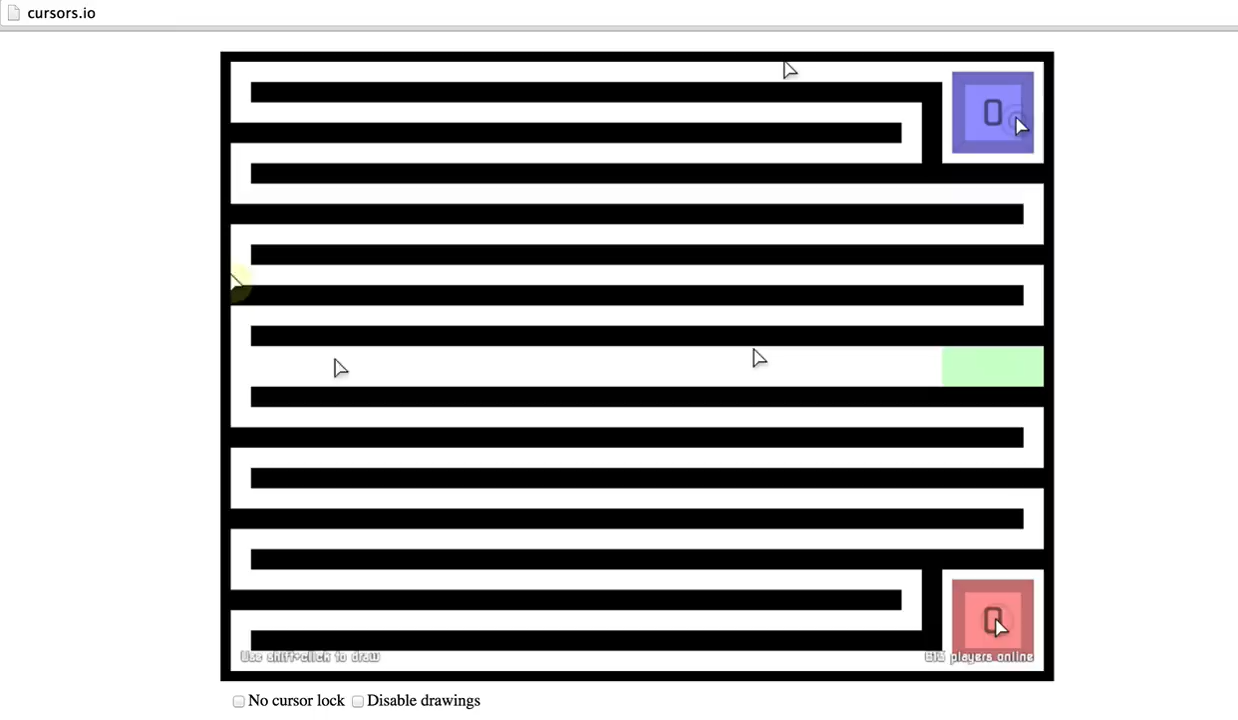 cursors.io
0
0
Use shift+click to draw
players online
No cursor lock
Disable drawings